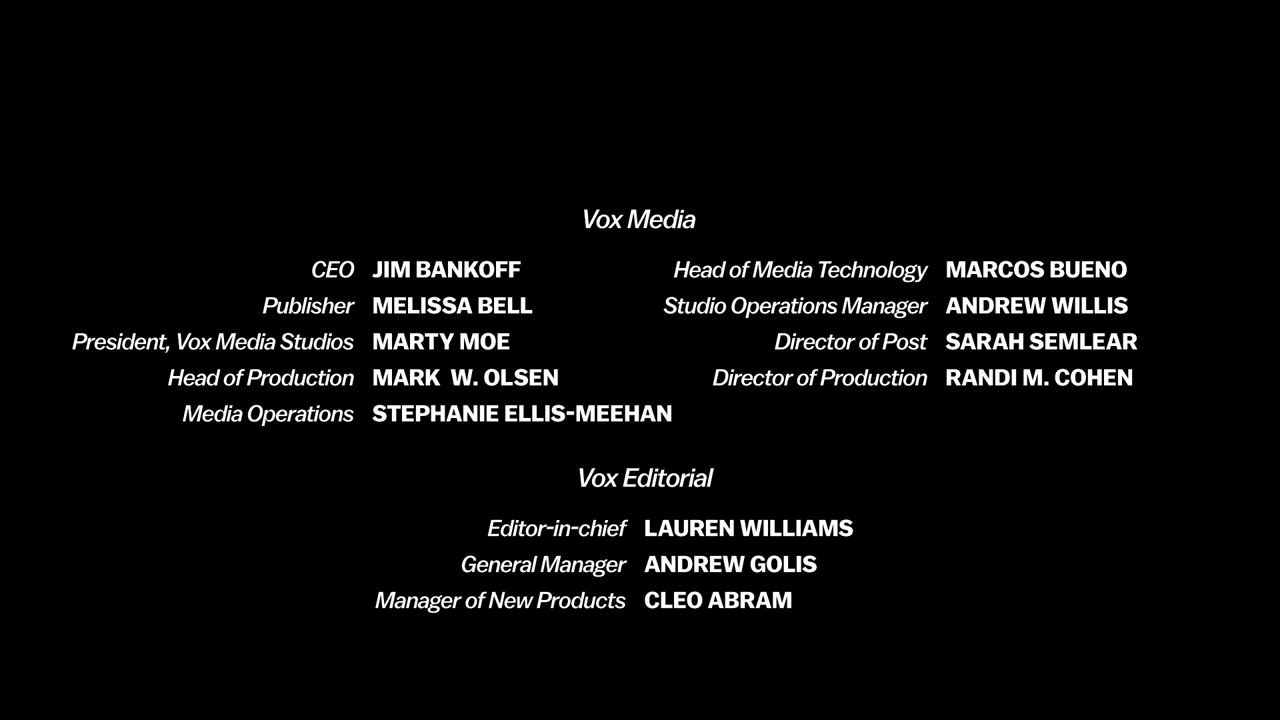 Vox Media
CEO JIM BANKOFF
Publisher MELISSA BELL
President, Vox Media Studios MARTY MOE
Head of Production MARK W. OLSEN
Media Operations STEPHANIE ELLIS-MEEHAN
Head of Media Technology MARCOS BUENO
Studio Operations Manager ANDREW WILLIS
Director of Post SARAH SEMLEAR
Director of Production RANDI M. COHEN
Vox Editorial
Editor-in-chief LAUREN WILLIAMS
General Manager ANDREW GOLIS
Manager of New Products CLEO ABRAM